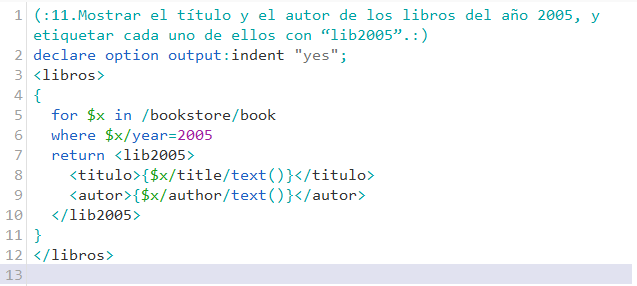 1 (:11.Mostrar el título y el autor de los libros del año 2005, y
etiquetar cada uno de ellos con “lib2005”.:)
2 declare option output:indent "yes";
3 <libros>
4 {
5   for $x in /bookstore/book
6   where $x/year=2005
7   return <lib2005>
8     <titulo>{$x/title/text()}</titulo>
9     <autor>{$x/author/text()}</autor>
10   </lib2005>
11 }
12 </libros>
13